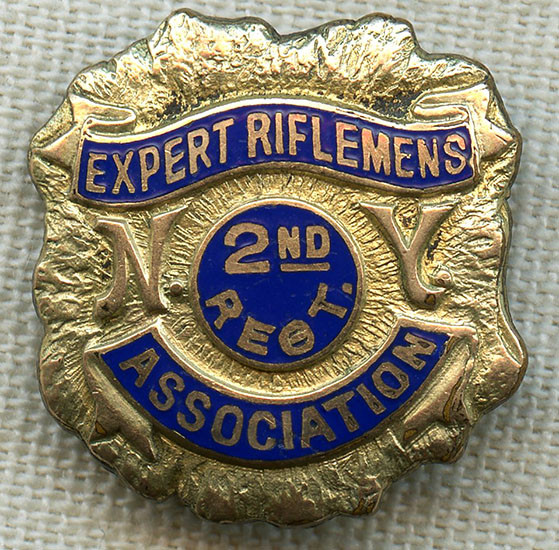 EXPERT RIFLEMENS
N. Y.
2ND
REGT.
ASSOCIATION